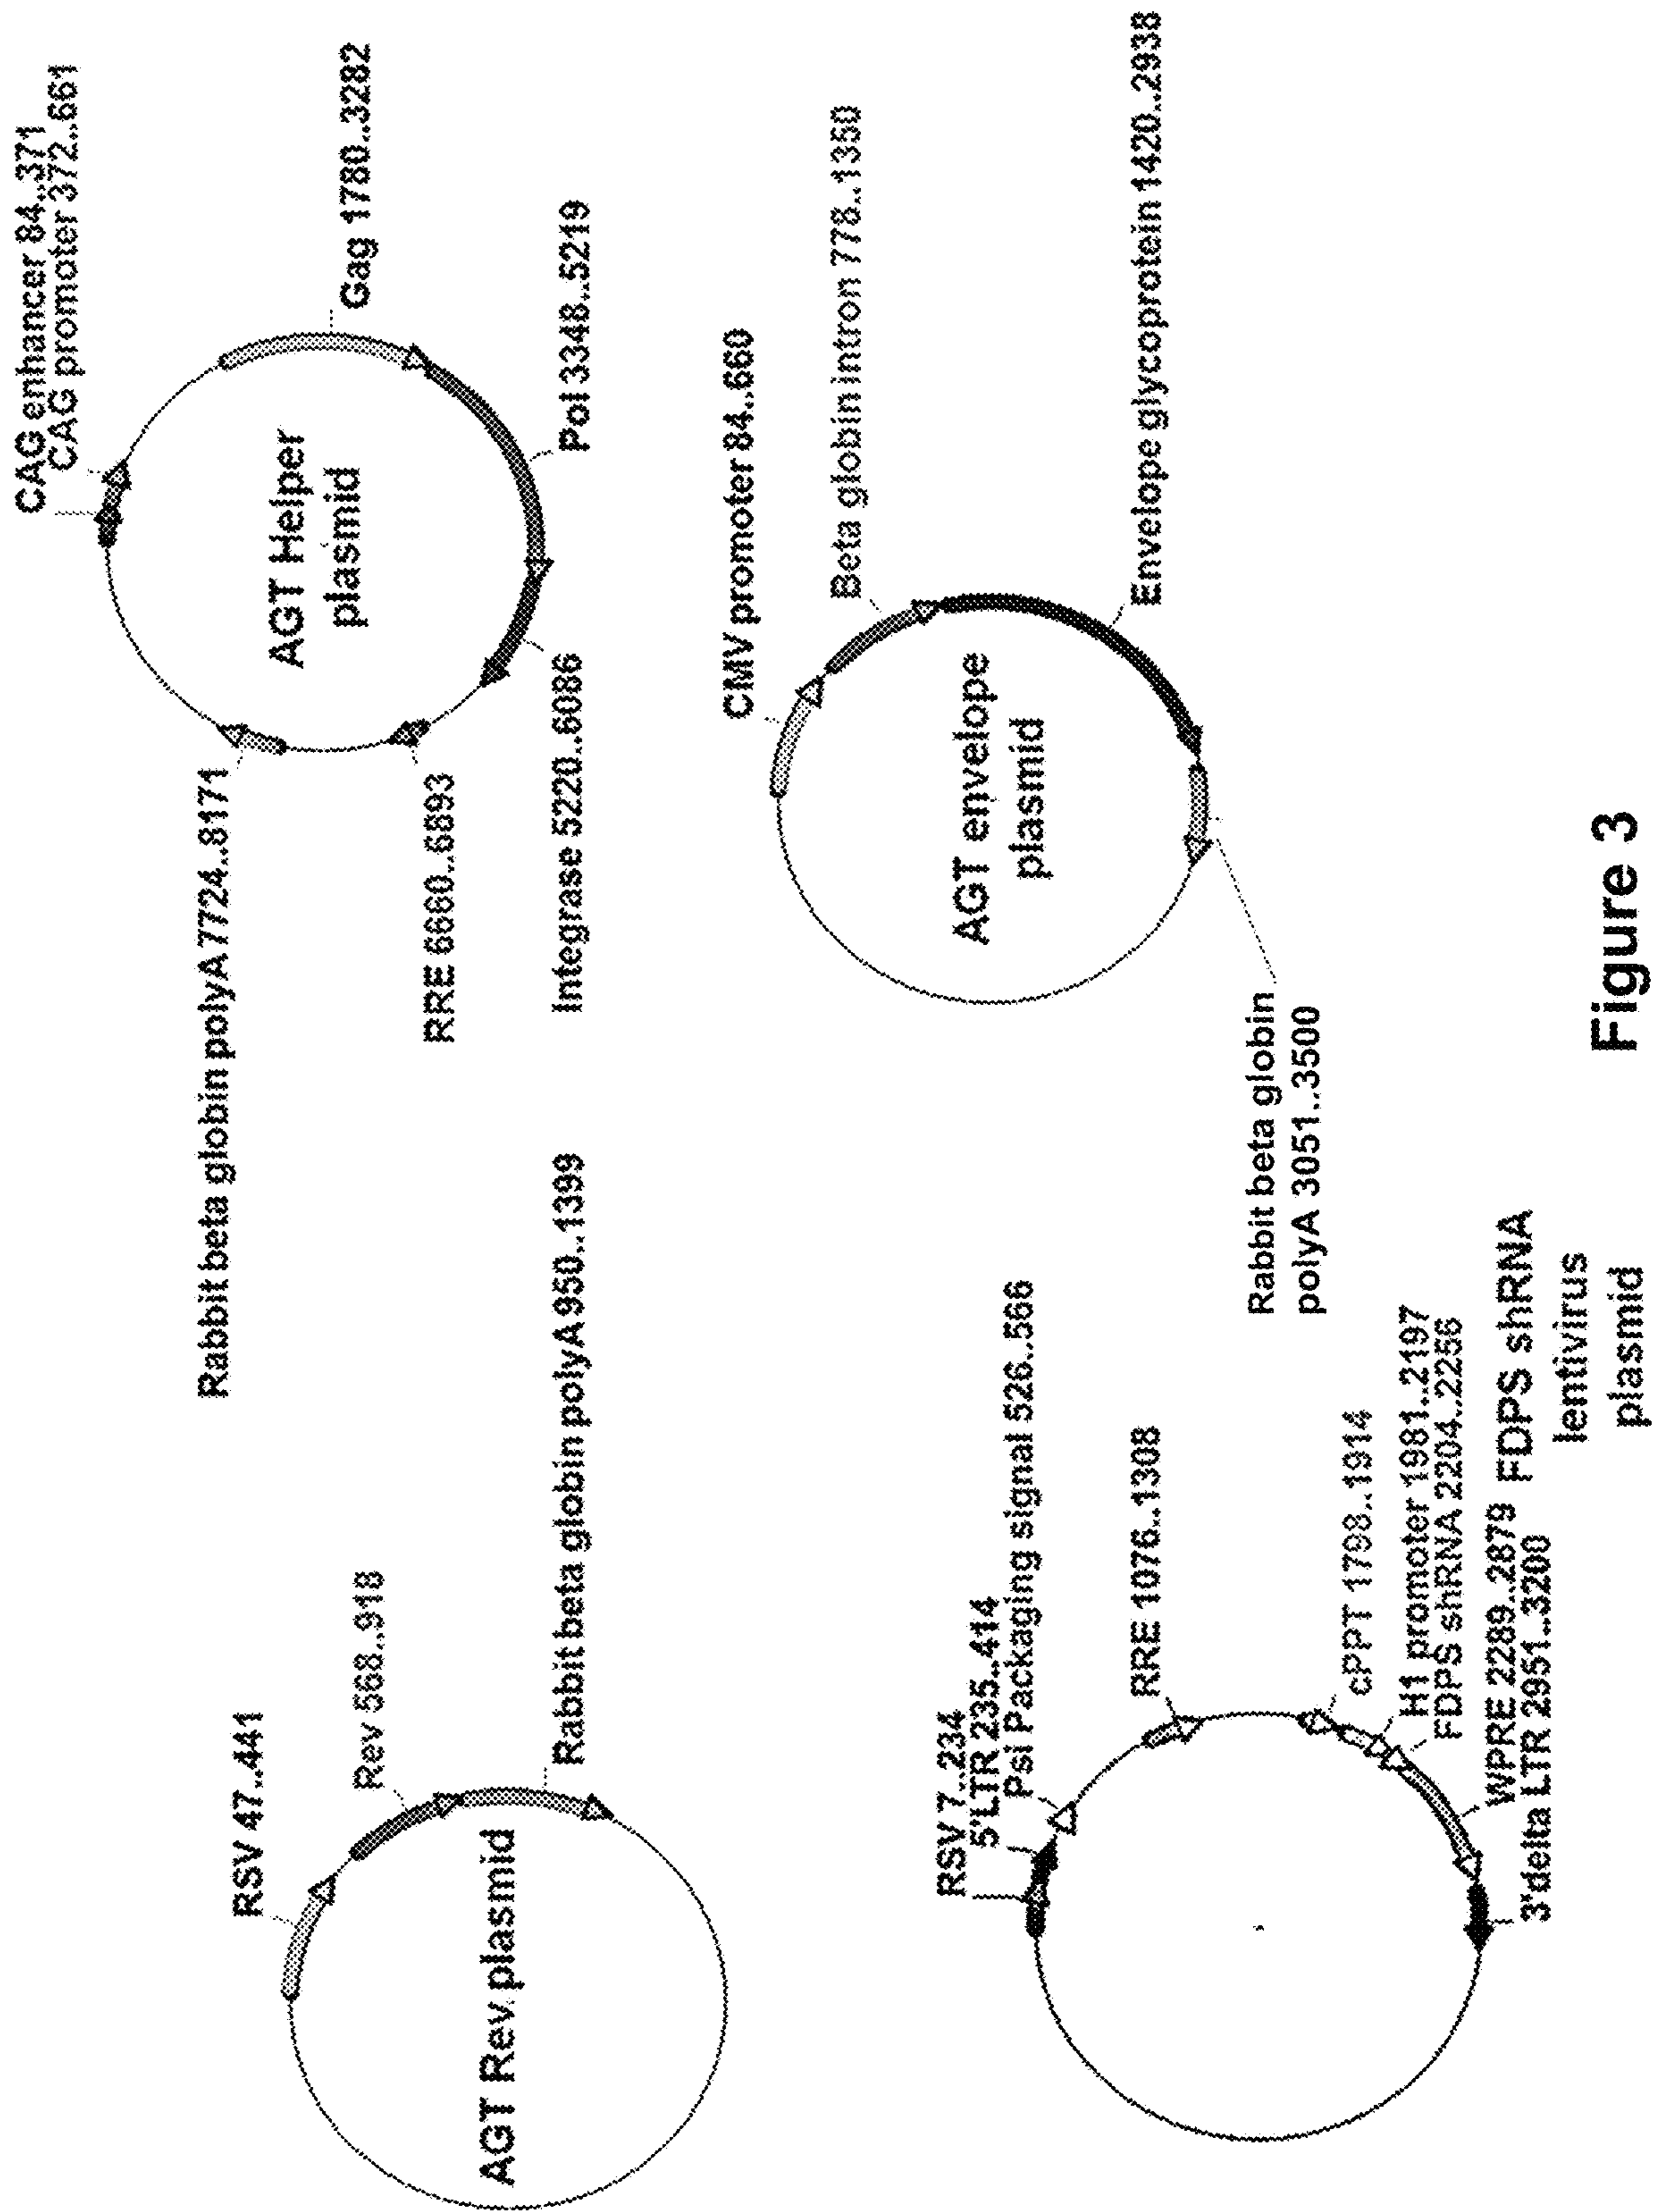 RSV 47..441
Rev 568..918
Rabbit beta globin polyA 950..1399
AGT Rev plasmid
CAG enhancer 84..371
CAG promoter 372..661
Gag 1780..3282
Pol 3348..5219
Integrase 5220..6086
RRE 6660..6893
Rabbit beta globin polyA 7724..8171
AGT Helper
plasmid
RSV 7..234
5'LTR 235..414
Psi Packaging signal 526..566
RRE 1076..1308
cPPT 1798..1914
H1 promoter 1981..2197
FDPS shRNA 2204..2256
WPRE 2289..2879
3'delta LTR 2951..3200
FDPS shRNA
lentivirus
plasmid
CMV promoter 84..660
Beta globin intron 778..1350
Envelope glycoprotein 1420..2938
Rabbit beta globin
polyA 3051..3500
AGT envelope
plasmid
Figure 3